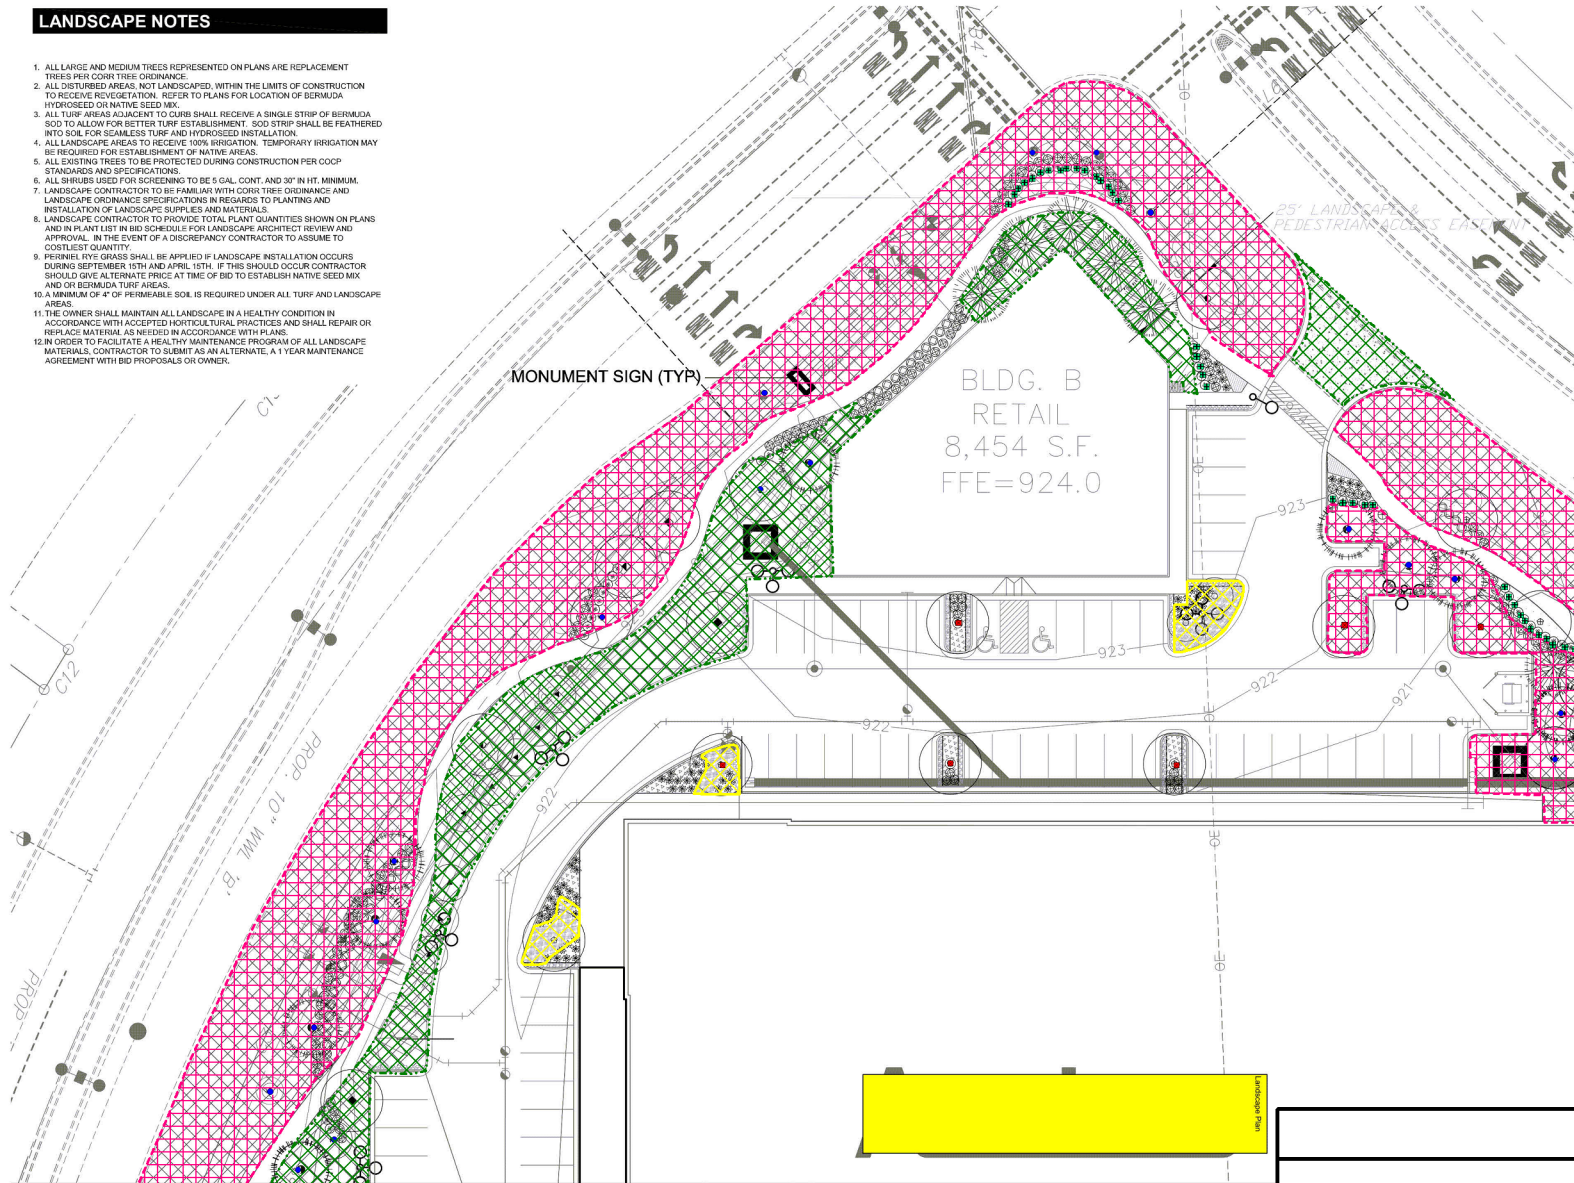 LANDSCAPE NOTES
1. ALL LARGE AND MEDIUM TREES REPRESENTED ON PLANS ARE REPLACEMENT
TREES PER CORR TREE ORDINANCE.
2. ALL DISTURBED AREAS, NOT LANDSCAPED, WITHIN THE LIMITS OF CONSTRUCTION
TO RECEIVE REVEGETATION. REFER TO PLANS FOR LOCATION OF BERMUDA
HYDROSEED OR NATIVE SEED MIX.
3. ALL TURF AREAS ADJACENT TO CURB SHALL RECEIVE A SINGLE STRIP OF BERMUDA
SOD TO ALLOW FOR BETTER TURF ESTABLISHMENT. SOD STRIP SHALL BE FEATHERED
INTO SOIL FOR SEAMLESS TURF AND HYDROSEED INSTALLATION.
4. ALL LANDSCAPE AREAS TO RECEIVE 100% IRRIGATION. TEMPORARY IRRIGATION MAY
BE REQUIRED FOR ESTABLISHMENT OF NATIVE AREAS.
5. ALL EXISTING TREES TO BE PROTECTED DURING CONSTRUCTION PER COCP
STANDARDS AND SPECIFICATIONS.
6. ALL SHRUBS USED FOR SCREENING TO BE 5 GAL. CONT. AND 30" IN HT. MINIMUM.
7. LANDSCAPE CONTRACTOR TO BE FAMILIAR WITH CORR TREE ORDINANCE AND
LANDSCAPE ORDINANCE SPECIFICATIONS IN REGARDS TO PLANTING AND
INSTALLATION OF LANDSCAPE SUPPLIES AND MATERIALS.
8. LANDSCAPE CONTRACTOR TO PROVIDE TOTAL PLANT QUANTITIES SHOWN ON PLANS
AND IN PLANT LIST IN BID SCHEDULE FOR LANDSCAPE ARCHITECT REVIEW AND
APPROVAL. IN THE EVENT OF A DISCREPANCY CONTRACTOR TO ASSUME TO
COSTLIEST QUANTITY.
9. PERINIEL RYE GRASS SHALL BE APPLIED IF LANDSCAPE INSTALLATION OCCURS
DURING SEPTEMBER 15TH AND APRIL 15TH. IF THIS SHOULD OCCUR CONTRACTOR
SHOULD GIVE ALTERNATE PRICE AT TIME OF BID TO ESTABLISH NATIVE SEED MIX
AND OR BERMUDA TURF AREAS.
10. A MINIMUM OF 4" OF PERMEABLE SOIL IS REQUIRED UNDER ALL TURF AND LANDSCAPE
AREAS.
11. THE OWNER SHALL MAINTAIN ALL LANDSCAPE IN A HEALTHY CONDITION IN
ACCORDANCE WITH ACCEPTED HORTICULTURAL PRACTICES AND SHALL REPAIR OR
REPLACE MATERIAL AS NEEDED IN ACCORDANCE WITH PLANS.
12. IN ORDER TO FACILITATE A HEALTHY MAINTENANCE PROGRAM OF ALL LANDSCAPE
MATERIALS, CONTRACTOR TO SUBMIT AS AN ALTERNATE, A 1 YEAR MAINTENANCE
AGREEMENT WITH BID PROPOSALS OR OWNER.
25' LANDSCAPE &
PEDESTRIAN ACCESS EASEMENT
MONUMENT SIGN (TYP)
BLDG. B
RETAIL
8,454 S.F.
FFE=924.0
923
923
922
921
922
922
C12
PROP. 10" WWL 'B'
PROP
Landscape Plan